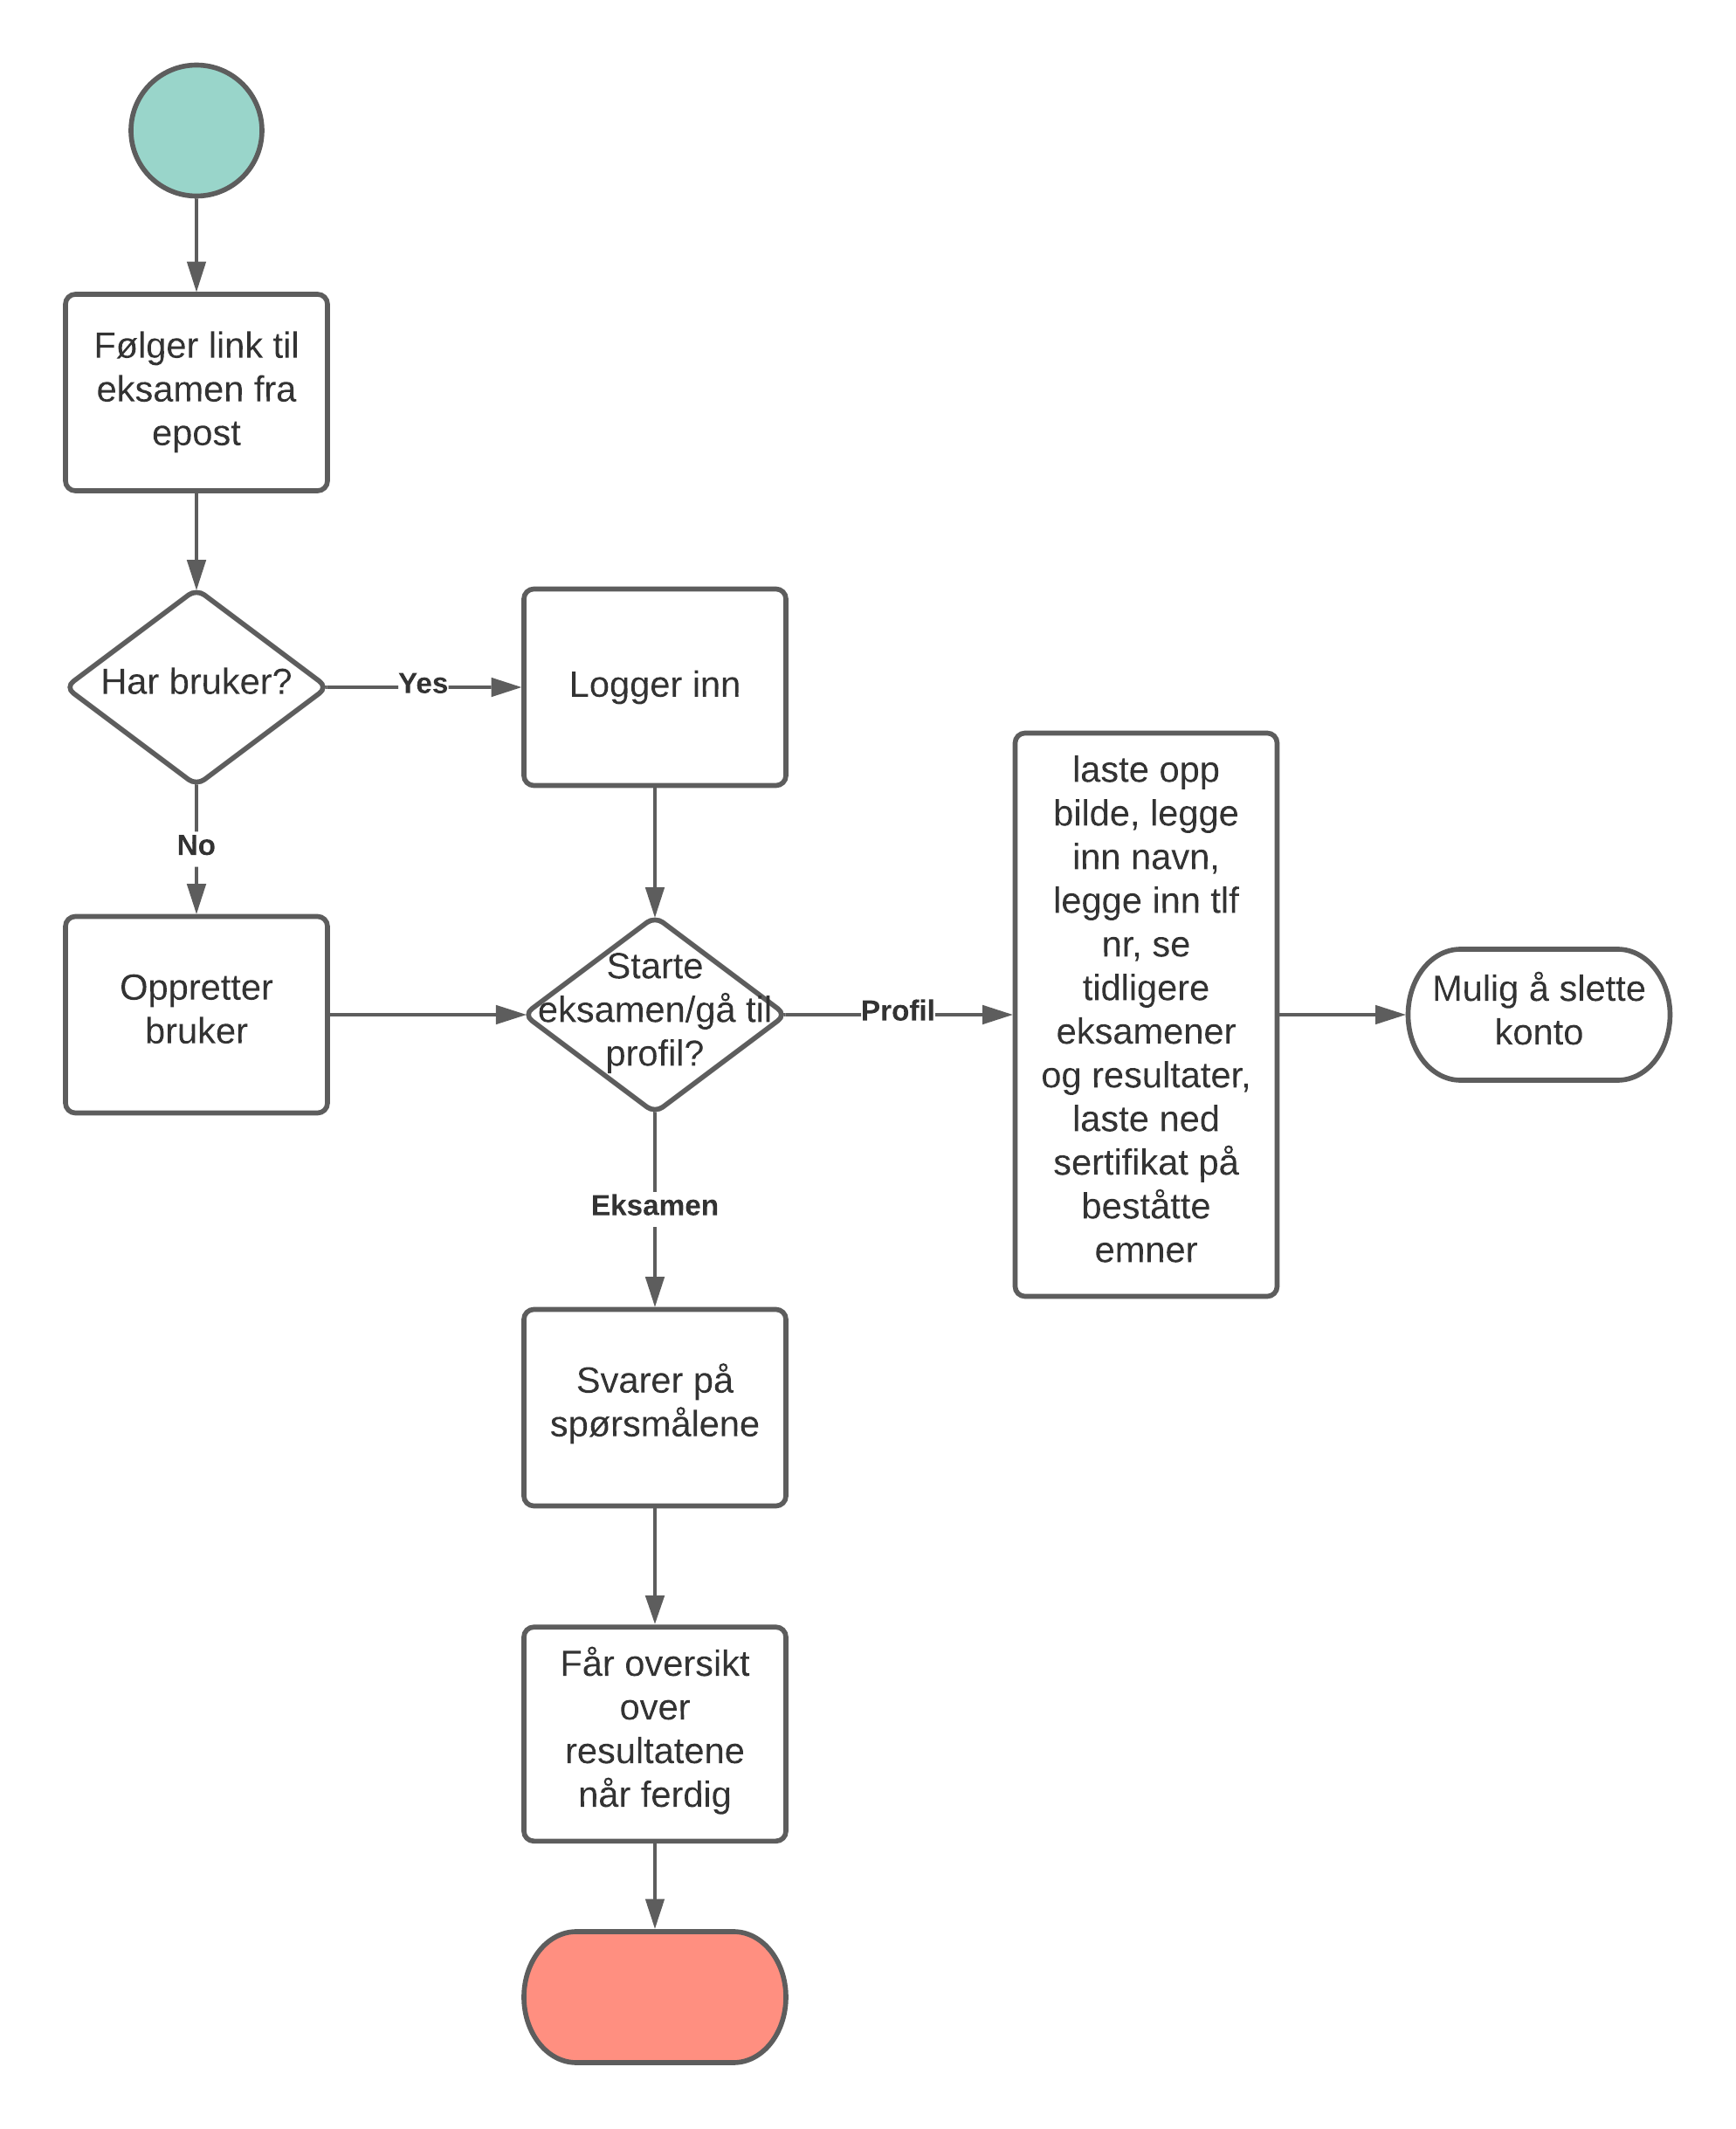 Følger link til
eksamen fra
epost
Har bruker?
Yes
Logger inn
No
Oppretter
bruker
Starte
eksamen/gå til
profil?
Profil
laste opp
bilde, legge
inn navn,
legge inn tlf
nr, se
tidligere
eksamener
og resultater,
laste ned
sertifikat på
beståtte
emner
Mulig å slette
konto
Eksamen
Svarer på
spørsmålene
Får oversikt
over
resultatene
når ferdig